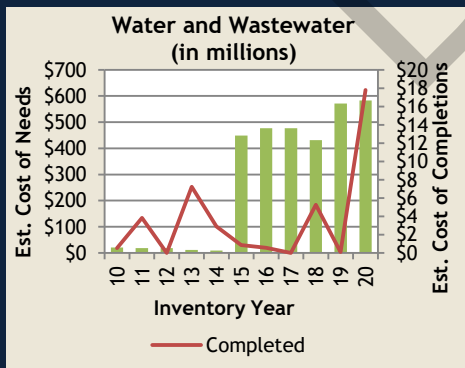 Water and Wastewater
(in millions)
Est. Cost of Needs
$700
$600
$500
$400
$300
$200
$100
$0
$20
$18
$16
$14
$12
$10
$8
$6
$4
$2
$0
Est. Cost of Completions
10 11 12 13 14 15 16 17 18 19 20
Inventory Year
Completed